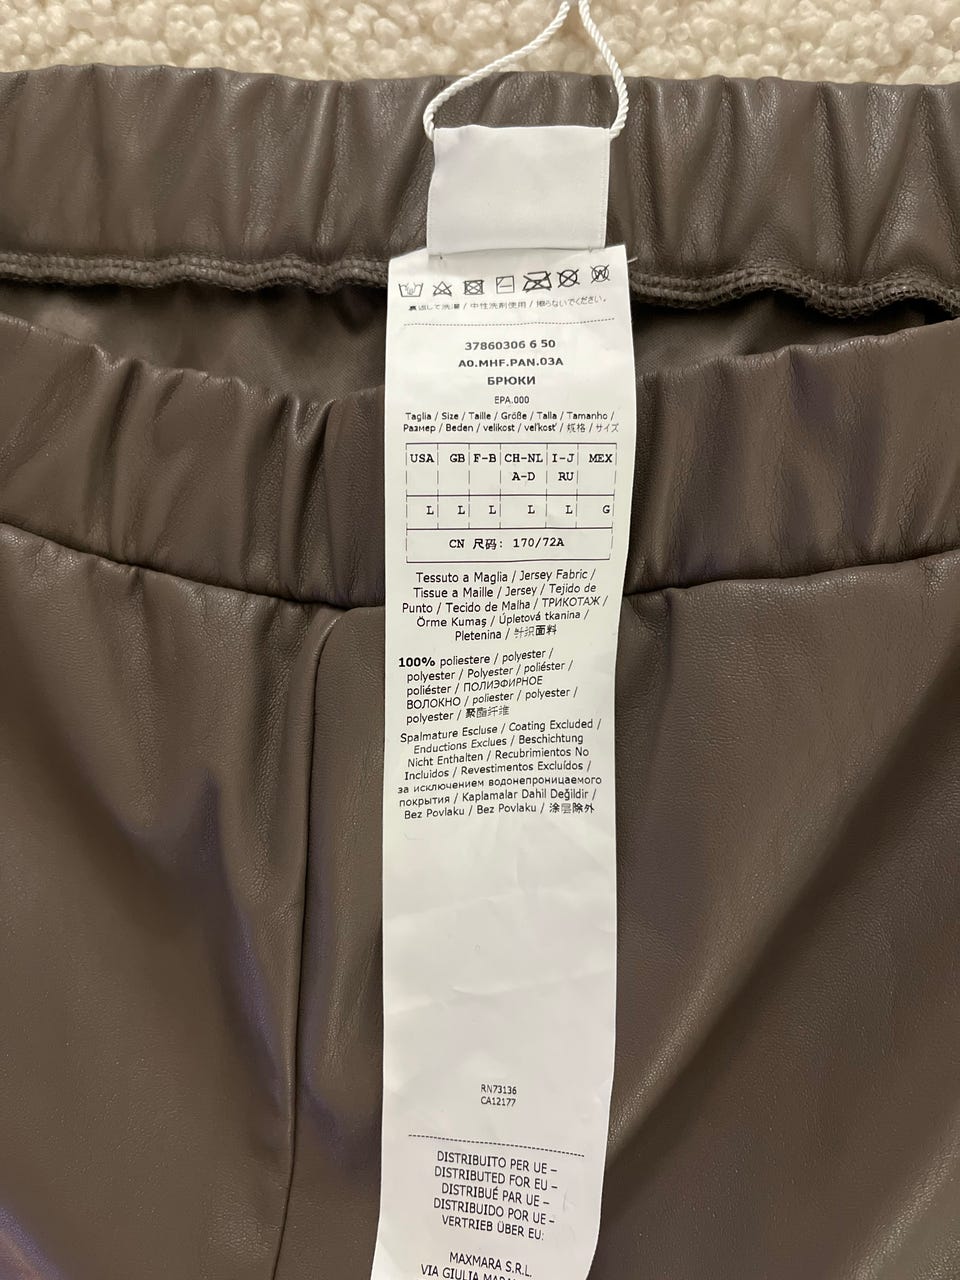 裏返して洗濯 / 中性洗剤使用 / 擦らないでください。
37860306 6 50
A0.MHF.PAN.03A
БРЮКИ
EPA.000
Taglia / Size / Taille / Größe / Talla / Tamanho /
Размер / Beden / velikost / veľkosť / 规格 / サイズ
USA GB F-B CH-NL I-J MEX
A-D RU
L L L L L G
CN 尺码: 170/72A
Tessuto a Maglia / Jersey Fabric /
Tissue a Maille / Jersey / Tejido de
Punto / Tecido de Malha / ТРИКОТАЖ /
Örme Kumaş / Úpletová tkanina /
Pletenina / 针织面料
100% poliestere / polyester /
polyester / Polyester / poliéster /
poliéster / ПОЛИЭФИРНОЕ
ВОЛОКНО / poliester / polyester /
polyester / 聚酯纤维
Spalmature Escluse / Coating Excluded /
Enductions Exclues / Beschichtung
Nicht Enthalten / Recubrimientos No
Incluidos / Revestimentos Excluídos /
за исключением водонепроницаемого
покрытия / Kaplamalar Dahil Değildir /
Bez Povlaku / Bez Povlaku / 涂层除外
RN73136
CA12177
DISTRIBUITO PER UE –
DISTRIBUTED FOR EU –
DISTRIBUÉ PAR UE –
DISTRIBUIDO POR UE –
VERTRIEB ÜBER EU:
MAXMARA S.R.L.
VIA GIULIA